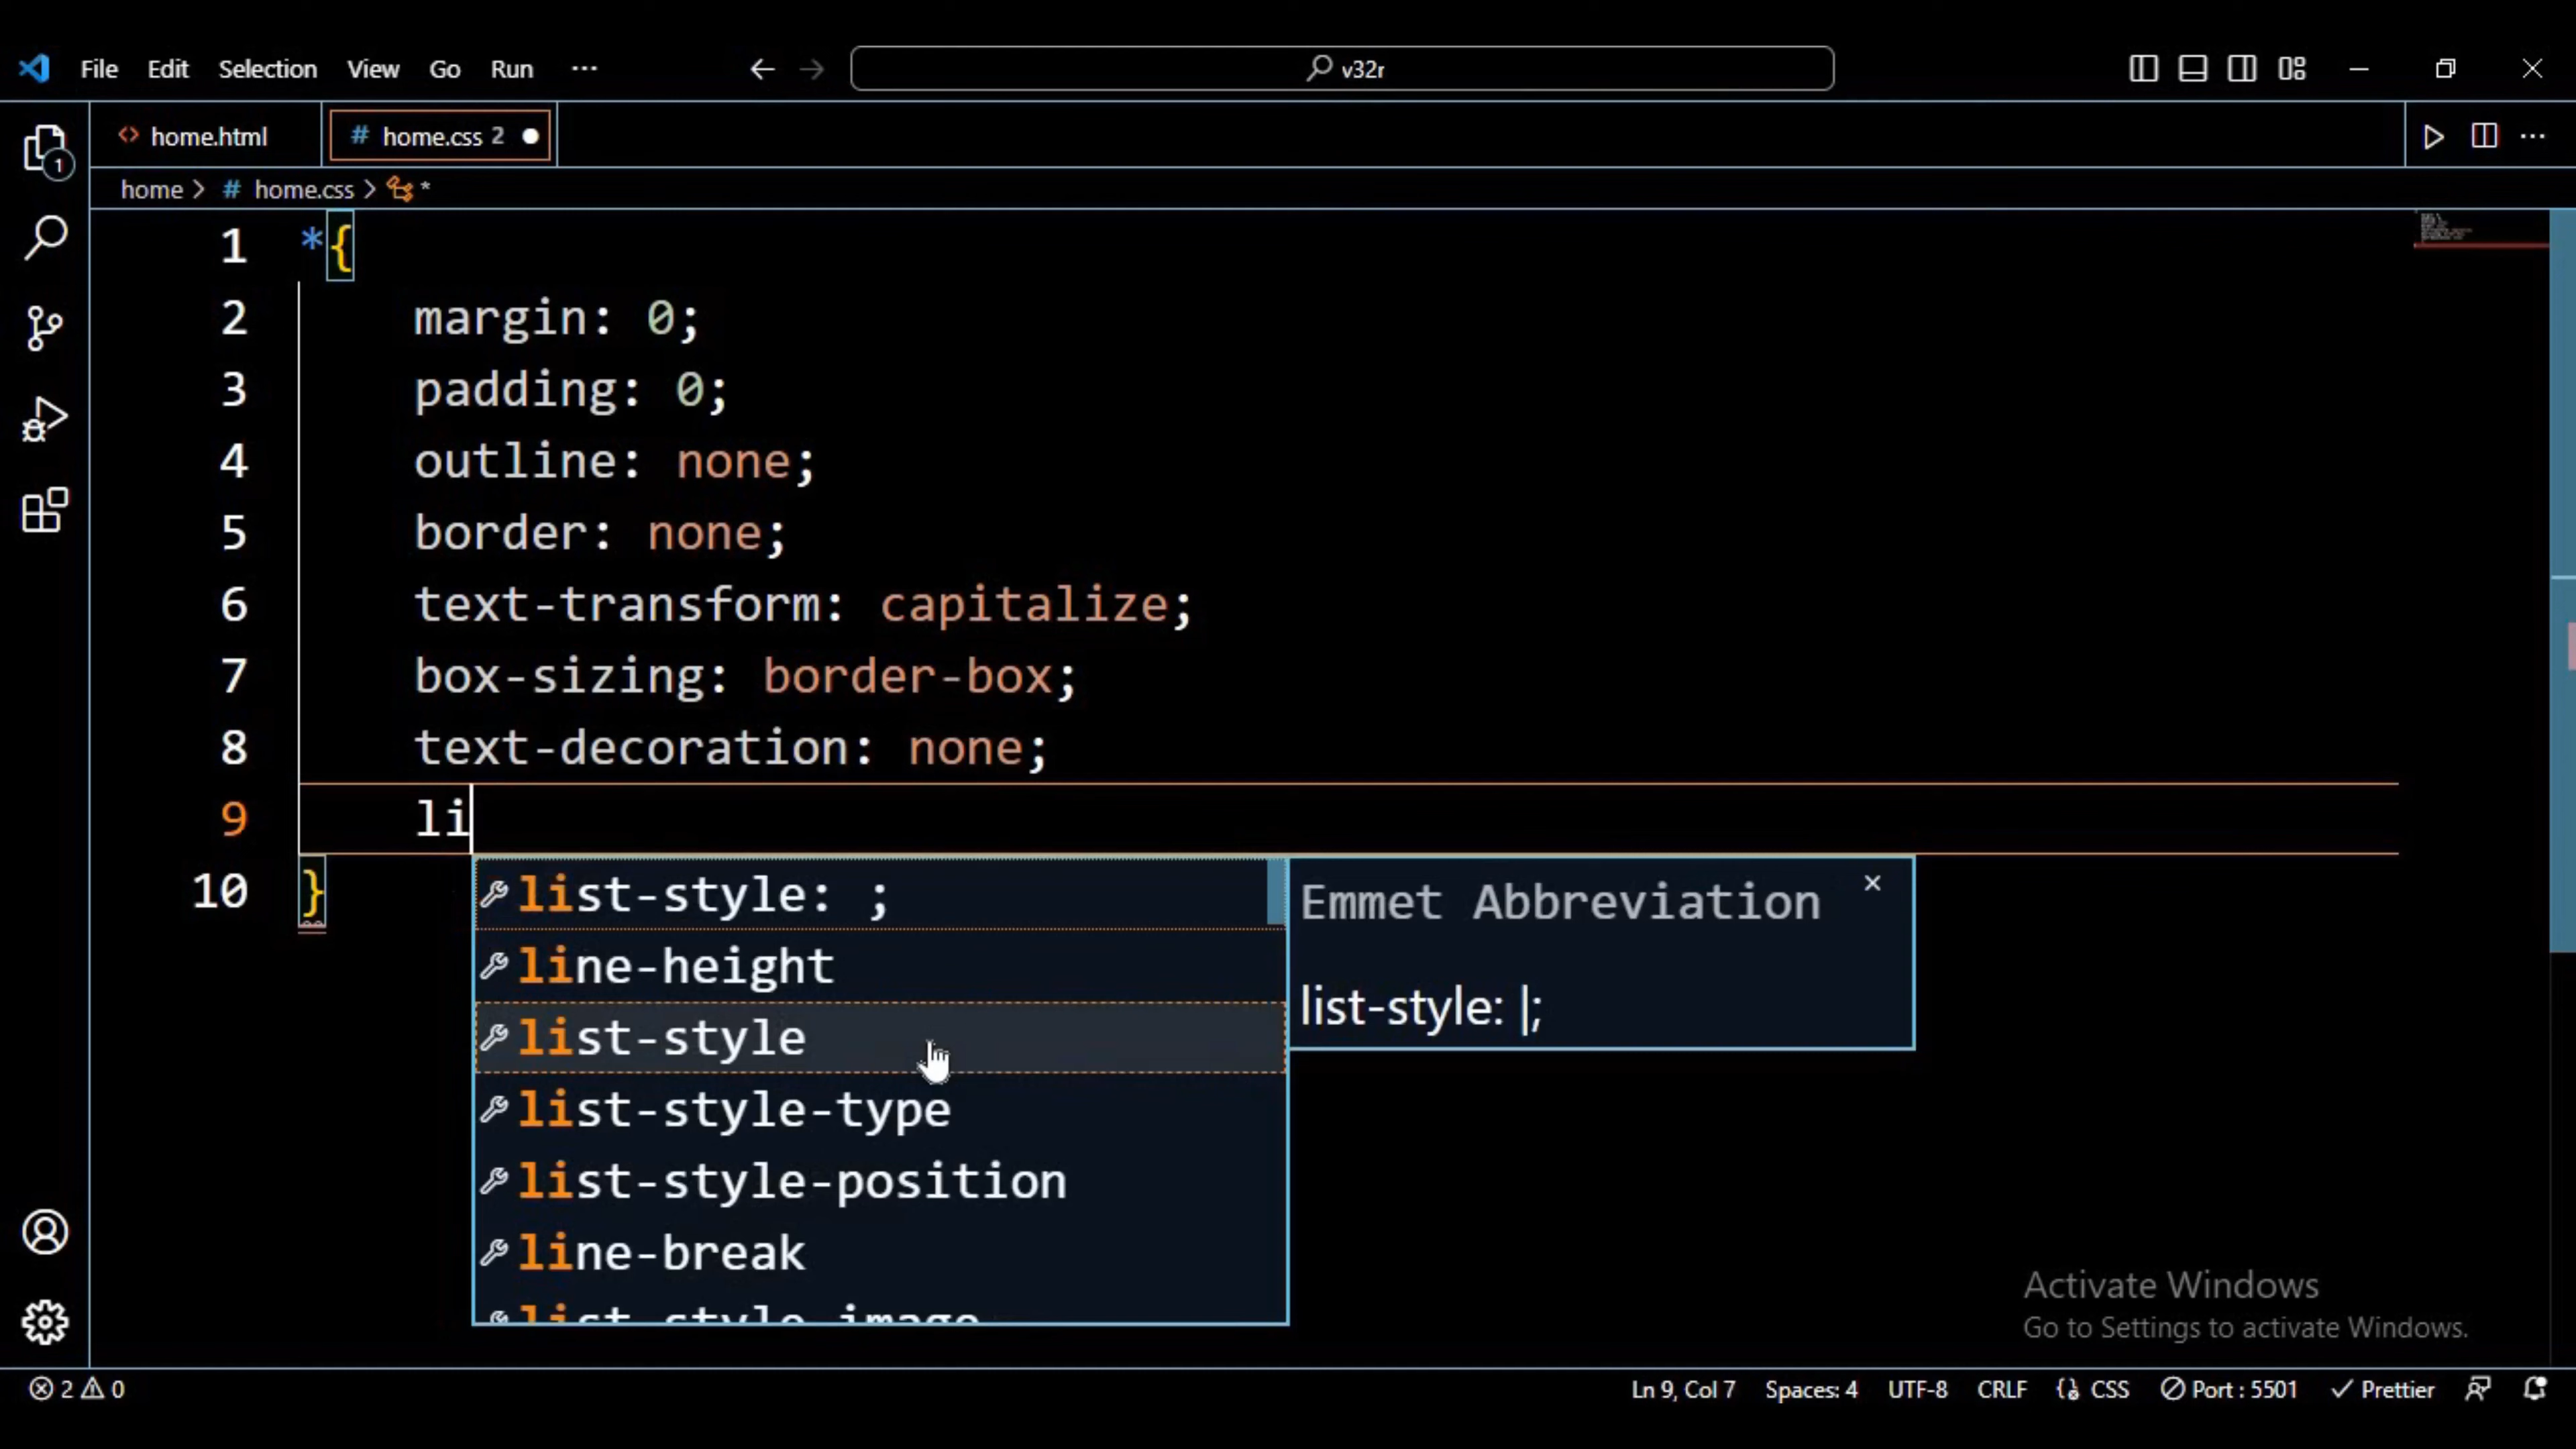 File Edit Selection View Go Run ···
v32r
home.html
# home.css 2
home > # home.css > *
1
1 *{
2 margin: 0;
3 padding: 0;
4 outline: none;
5 border: none;
6 text-transform: capitalize;
7 box-sizing: border-box;
8 text-decoration: none;
9 li
10 }
list-style: ;
line-height
list-style
list-style-type
list-style-position
line-break
list-style-image
Emmet Abbreviation
list-style: |;
Activate Windows
Go to Settings to activate Windows.
2 0
Ln 9, Col 7 Spaces: 4 UTF-8 CRLF CSS Port : 5501 Prettier